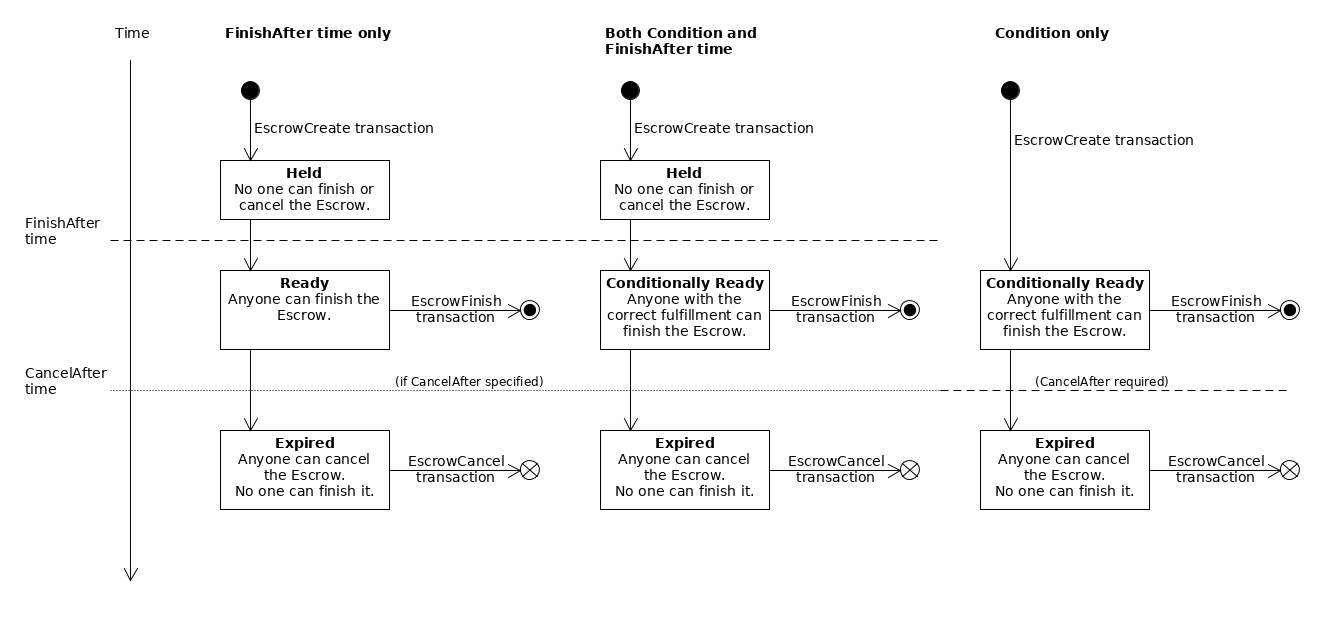 Time
FinishAfter time only
Both Condition and
FinishAfter time
Condition only
EscrowCreate transaction
EscrowCreate transaction
EscrowCreate transaction
Held
No one can finish or
cancel the Escrow.
Held
No one can finish or
cancel the Escrow.
FinishAfter
time
Ready
Anyone can finish the
Escrow.
EscrowFinish
transaction
Conditionally Ready
Anyone with the
correct fulfillment can
finish the Escrow.
EscrowFinish
transaction
Conditionally Ready
Anyone with the
correct fulfillment can
finish the Escrow.
EscrowFinish
transaction
CancelAfter
time
(if CancelAfter specified)
(CancelAfter required)
Expired
Anyone can cancel
the Escrow.
No one can finish it.
EscrowCancel
transaction
Expired
Anyone can cancel
the Escrow.
No one can finish it.
EscrowCancel
transaction
Expired
Anyone can cancel
the Escrow.
No one can finish it.
EscrowCancel
transaction